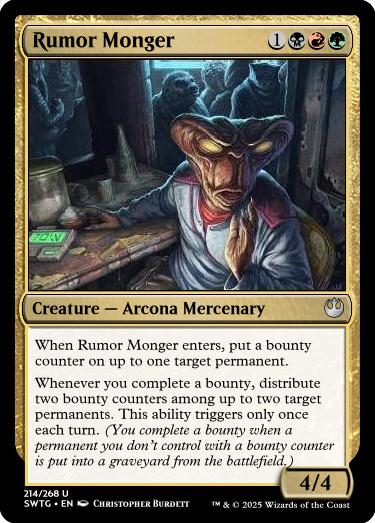 Rumor Monger 1
Creature — Arcona Mercenary
When Rumor Monger enters, put a bounty
counter on up to one target permanent.
Whenever you complete a bounty, distribute
two bounty counters among up to two target
permanents. This ability triggers only once
each turn. (You complete a bounty when a
permanent you don't control with a bounty counter
is put into a graveyard from the battlefield.)
4/4
214/268 U
SWTG • EN Christopher Burdett
™ & © 2025 Wizards of the Coast